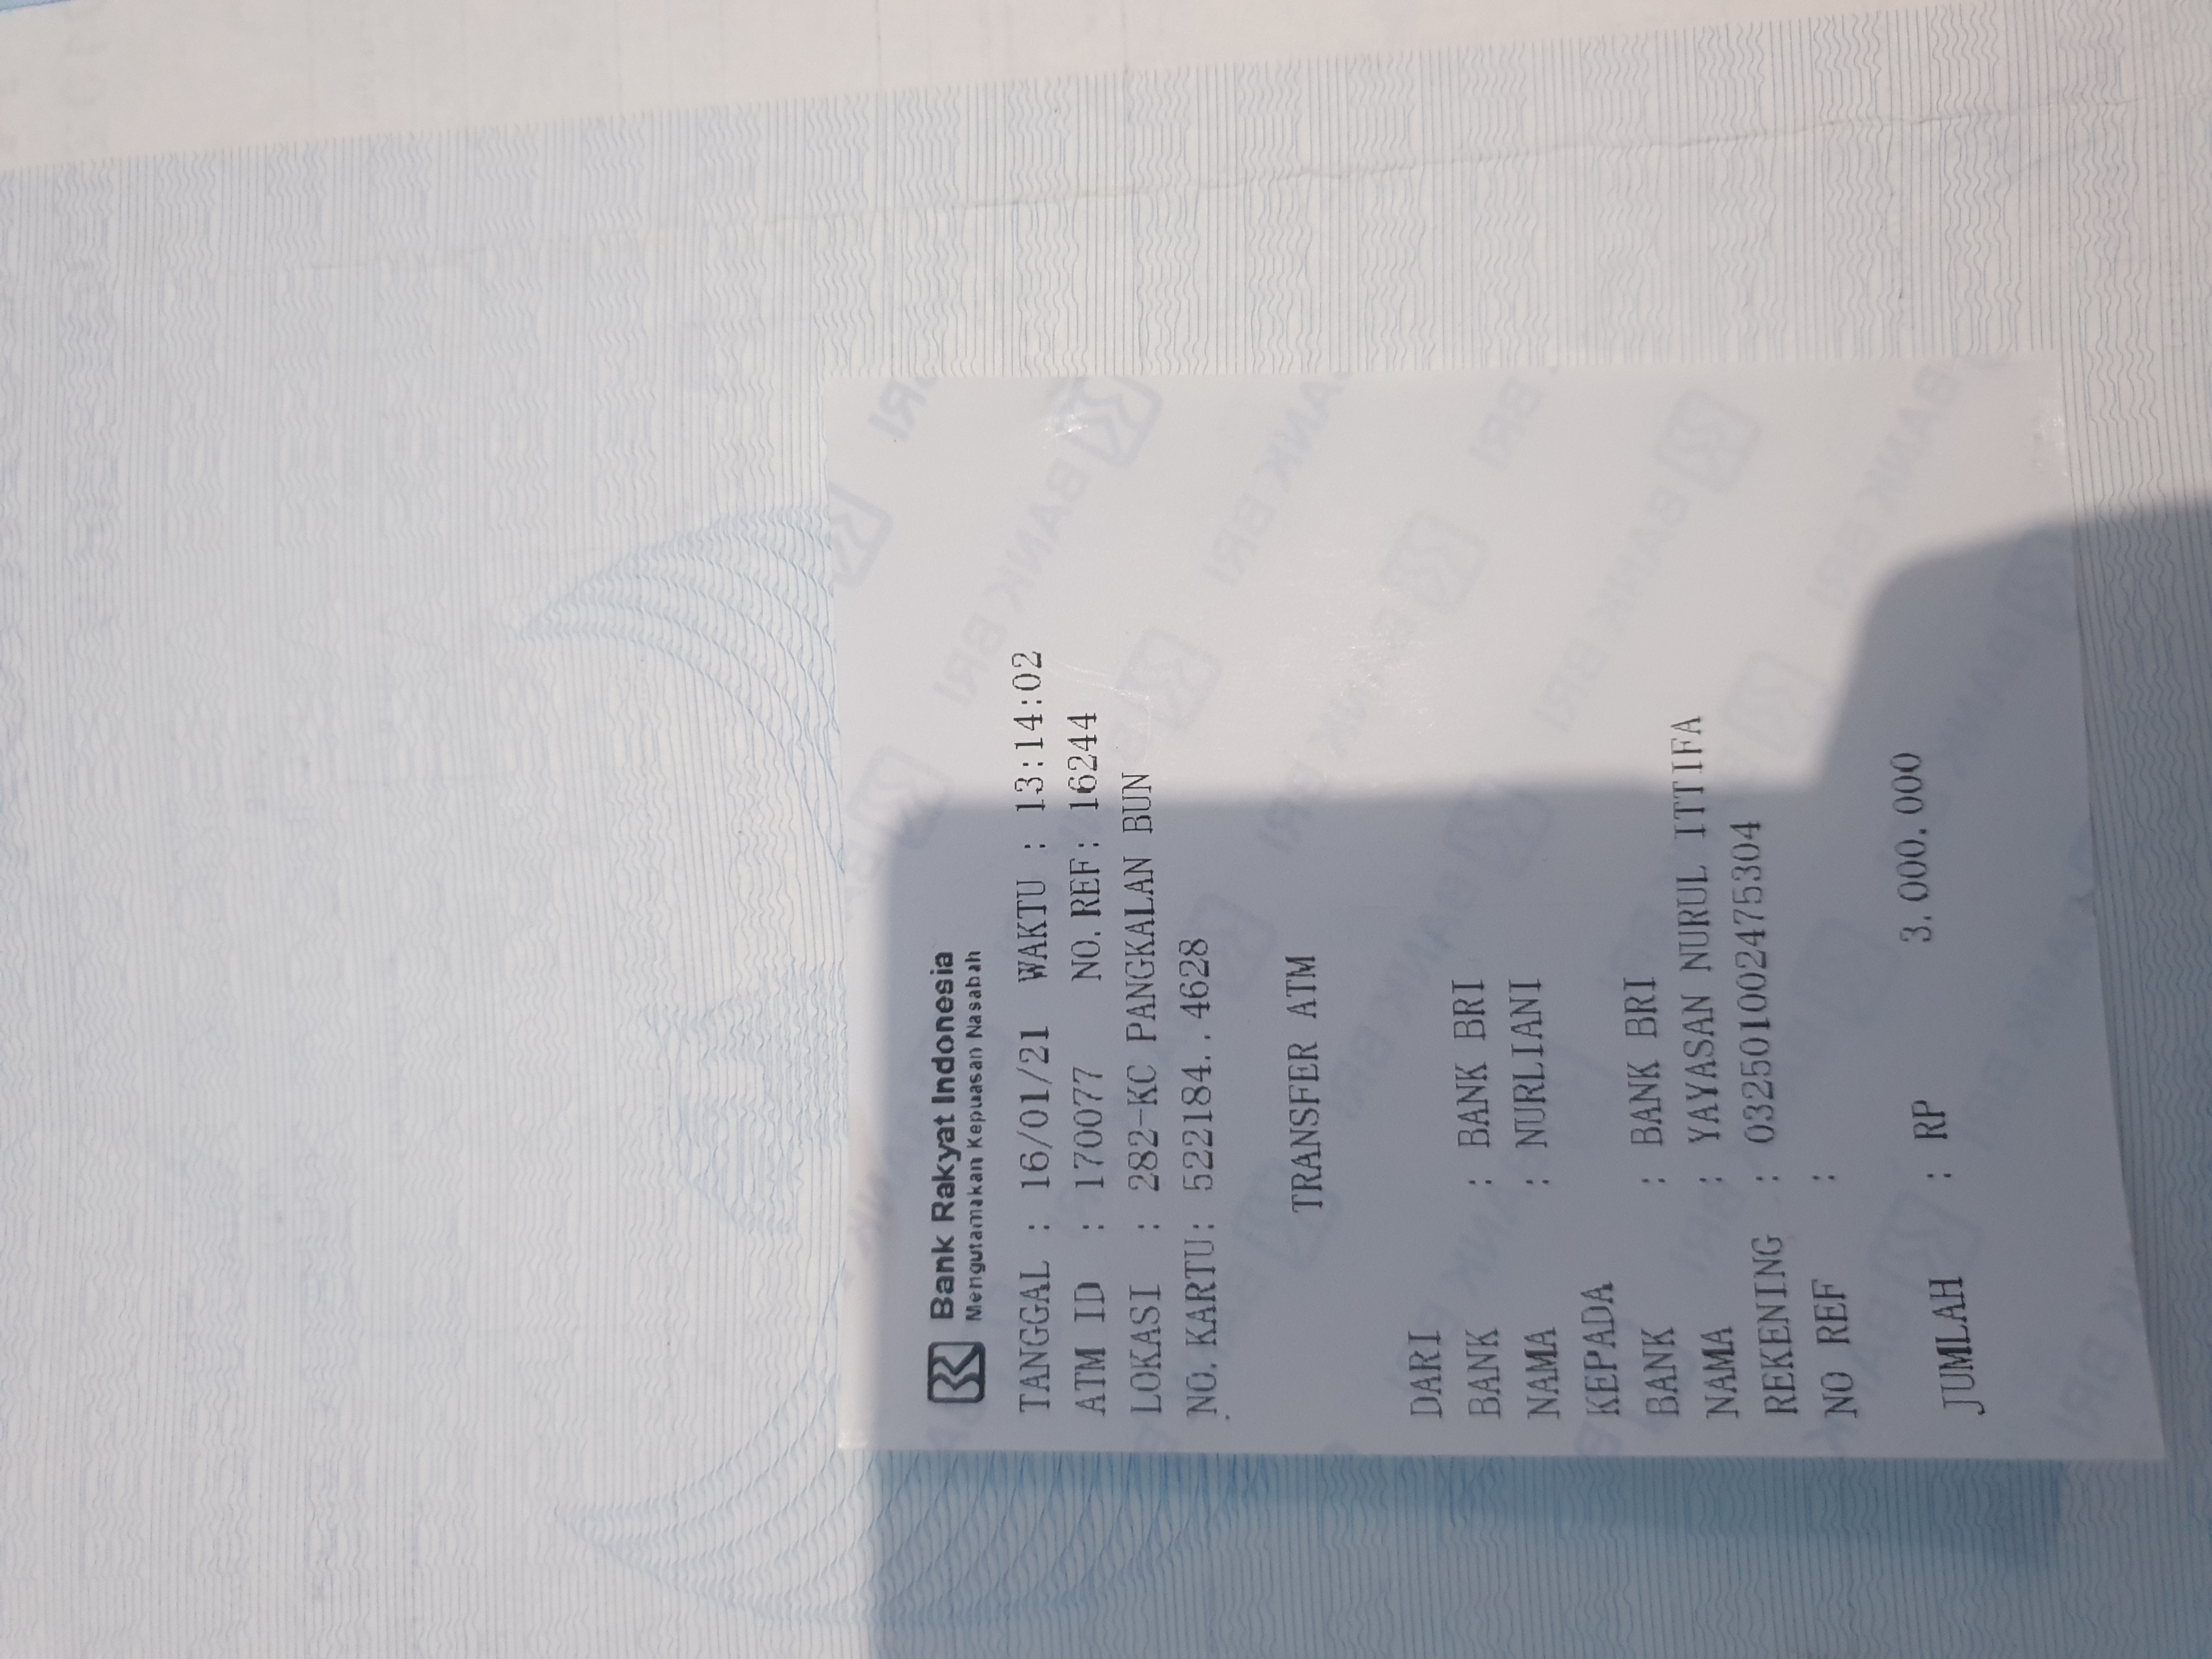 Bank Rakyat Indonesia
Mengutamakan Kepuasan Nasabah
TANGGAL : 16/01/21 WAKTU : 13:14:02
ATM ID : 170077 NO. REF: 16244
LOKASI : 282-KC PANGKALAN BUN
NO. KARTU: 522184..4628
TRANSFER ATM
DARI
BANK : BANK BRI
NAMA : NURLIANI
KEPADA
BANK : BANK BRI
NAMA : YAYASAN NURUL ITTIFA
REKENING : 032501002475304
NO REF :
JUMLAH : RP 3.000.000